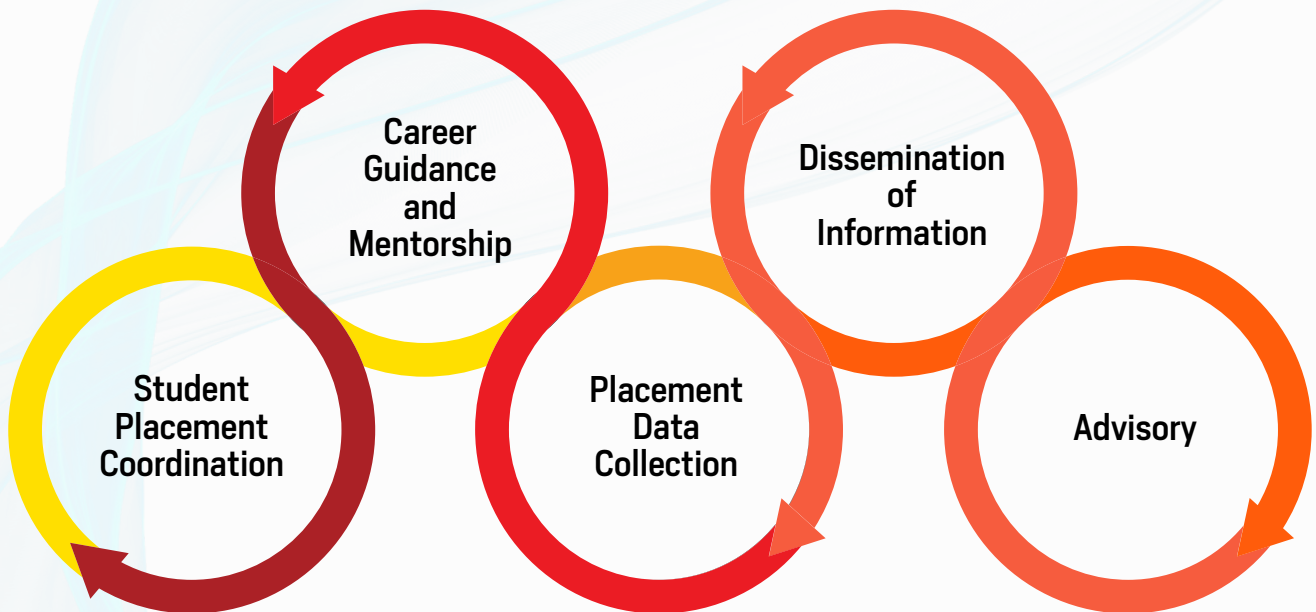 Student
Placement
Coordination
Career
Guidance
and
Mentorship
Placement
Data
Collection
Dissemination
of
Information
Advisory